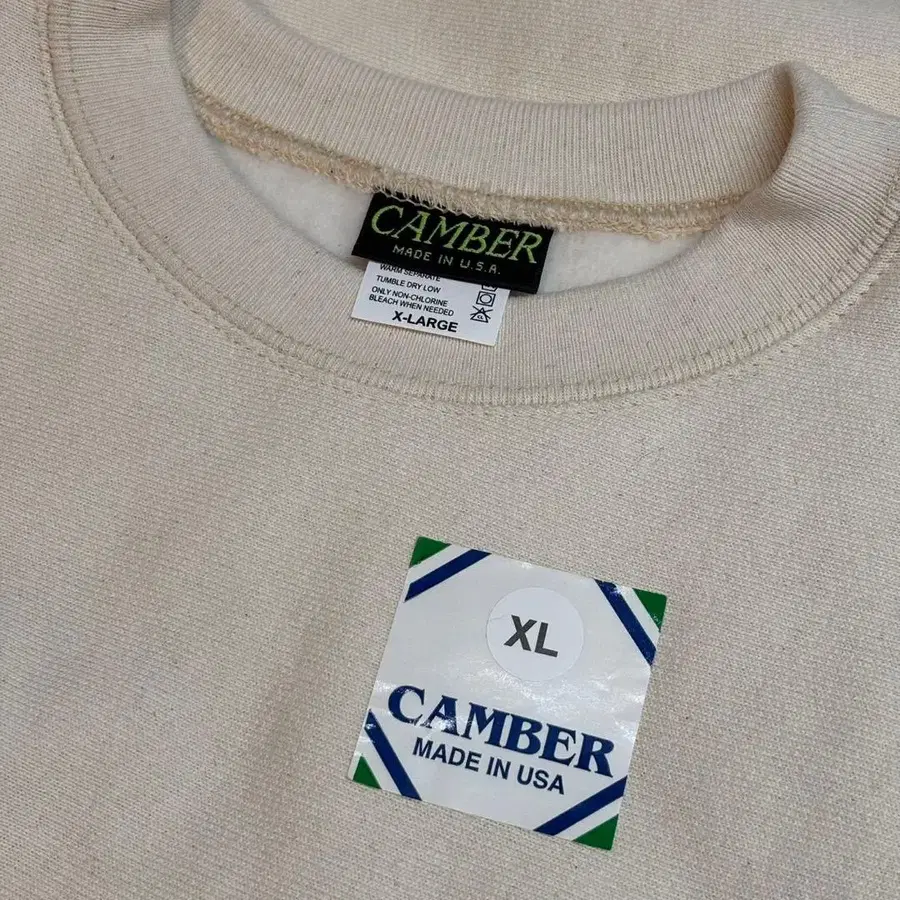 CAMBER
MADE IN U.S.A.
WARM SEPARATE
TUMBLE DRY LOW
ONLY NON-CHLORINE
BLEACH WHEN NEEDED
X-LARGE
XL
CAMBER
MADE IN USA